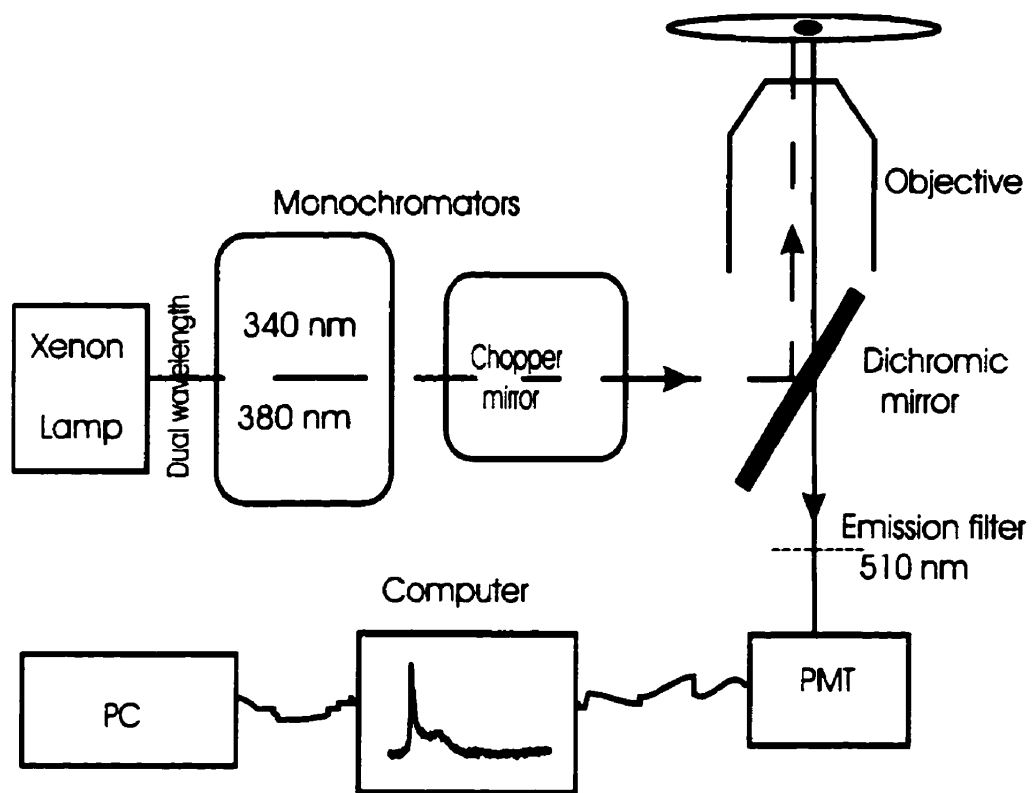 Monochromators
Objective
Xenon
Lamp
Dual wavelength
340 nm
380 nm
Chopper
mirror
Dichromic
mirror
Emission filter
510 nm
Computer
PC
PMT